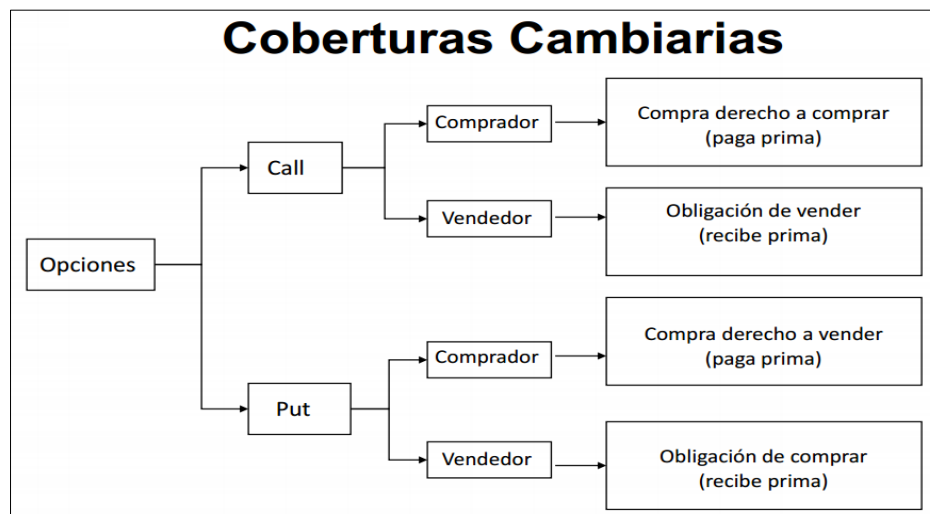 Coberturas Cambiarias
Opciones
Call
Comprador
Compra derecho a comprar
(paga prima)
Vendedor
Obligación de vender
(recibe prima)
Put
Comprador
Compra derecho a vender
(paga prima)
Vendedor
Obligación de comprar
(recibe prima)